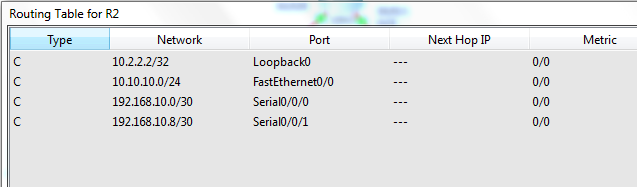 Routing Table for R2
Type Network Port Next Hop IP Metric
C 10.2.2.2/32 Loopback0 --- 0/0
C 10.10.10.0/24 FastEthernet0/0 --- 0/0
C 192.168.10.0/30 Serial0/0/0 --- 0/0
C 192.168.10.8/30 Serial0/0/1 --- 0/0